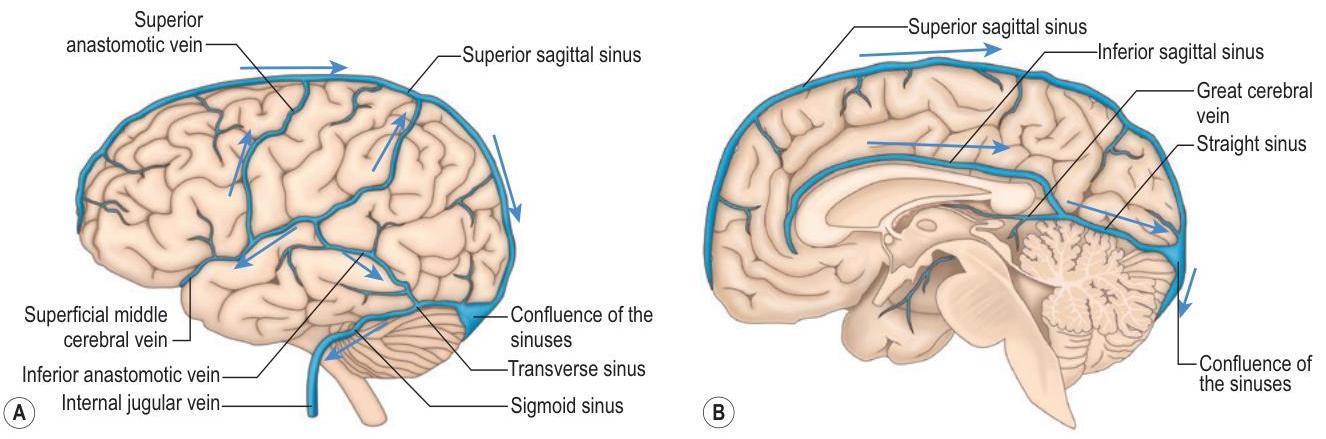 Superior
anastomotic vein
Superior sagittal sinus
Superficial middle
cerebral vein
Inferior anastomotic vein
Internal jugular vein
Confluence of the
sinuses
Transverse sinus
Sigmoid sinus
A
Superior sagittal sinus
Inferior sagittal sinus
Great cerebral
vein
Straight sinus
Confluence of
the sinuses
B